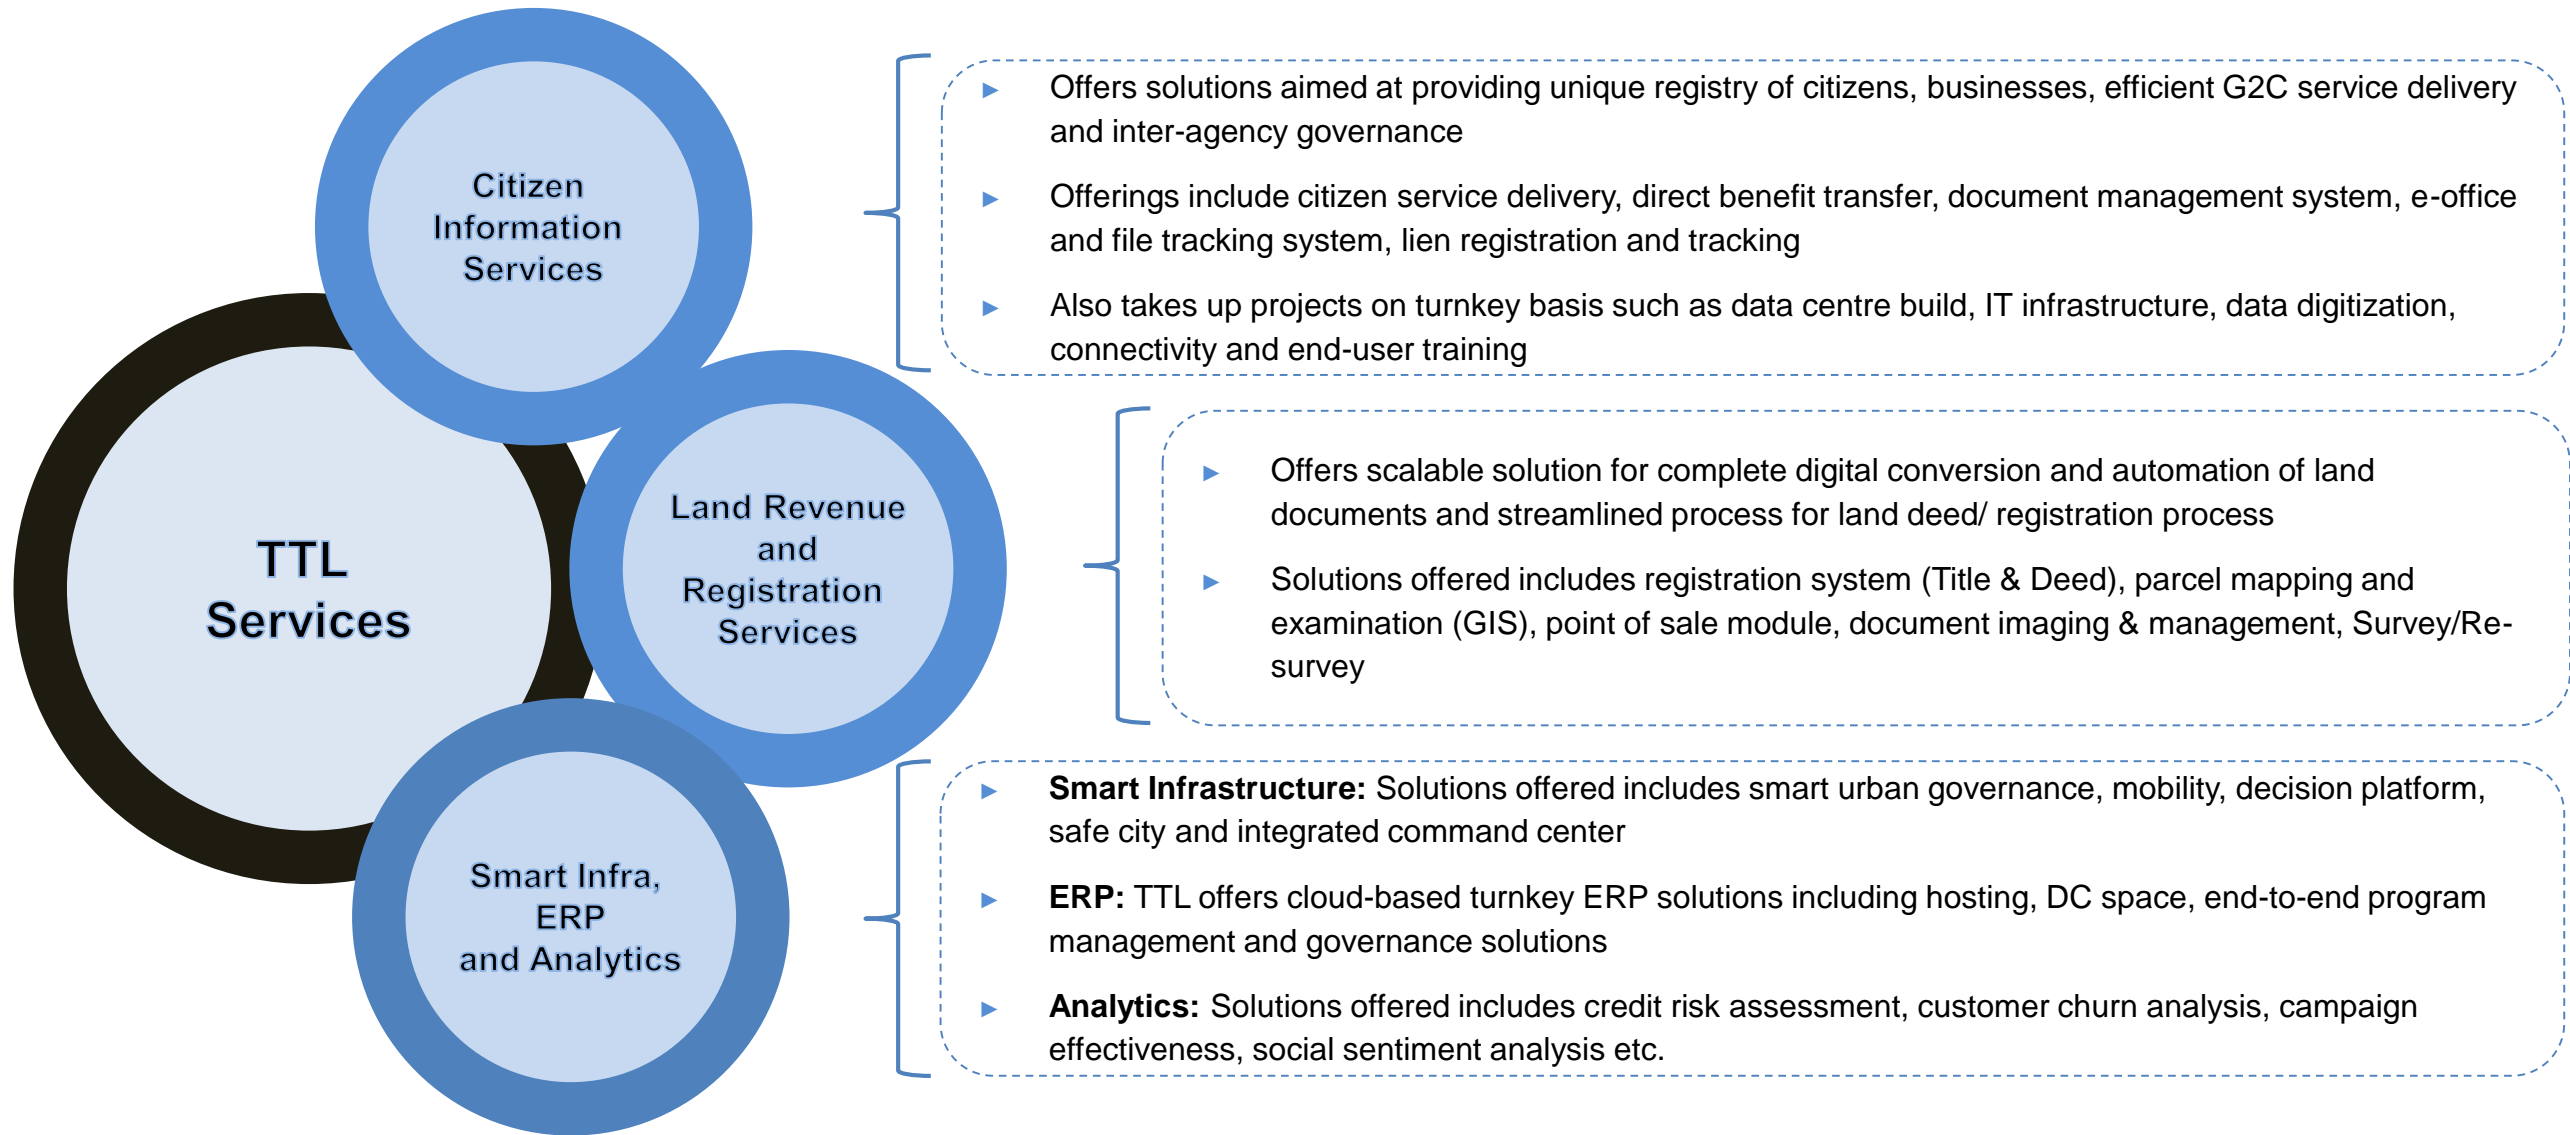 TTL
Services
Citizen
Information
Services
Offers solutions aimed at providing unique registry of citizens, businesses, efficient G2C service delivery
and inter-agency governance
Offerings include citizen service delivery, direct benefit transfer, document management system, e-office
and file tracking system, lien registration and tracking
Also takes up projects on turnkey basis such as data centre build, IT infrastructure, data digitization,
connectivity and end-user training
Land Revenue
and
Registration
Services
Offers scalable solution for complete digital conversion and automation of land
documents and streamlined process for land deed/ registration process
Solutions offered includes registration system (Title & Deed), parcel mapping and
examination (GIS), point of sale module, document imaging & management, Survey/Re-
survey
Smart Infra,
ERP
and Analytics
Smart Infrastructure: Solutions offered includes smart urban governance, mobility, decision platform,
safe city and integrated command center
ERP: TTL offers cloud-based turnkey ERP solutions including hosting, DC space, end-to-end program
management and governance solutions
Analytics: Solutions offered includes credit risk assessment, customer churn analysis, campaign
effectiveness, social sentiment analysis etc.